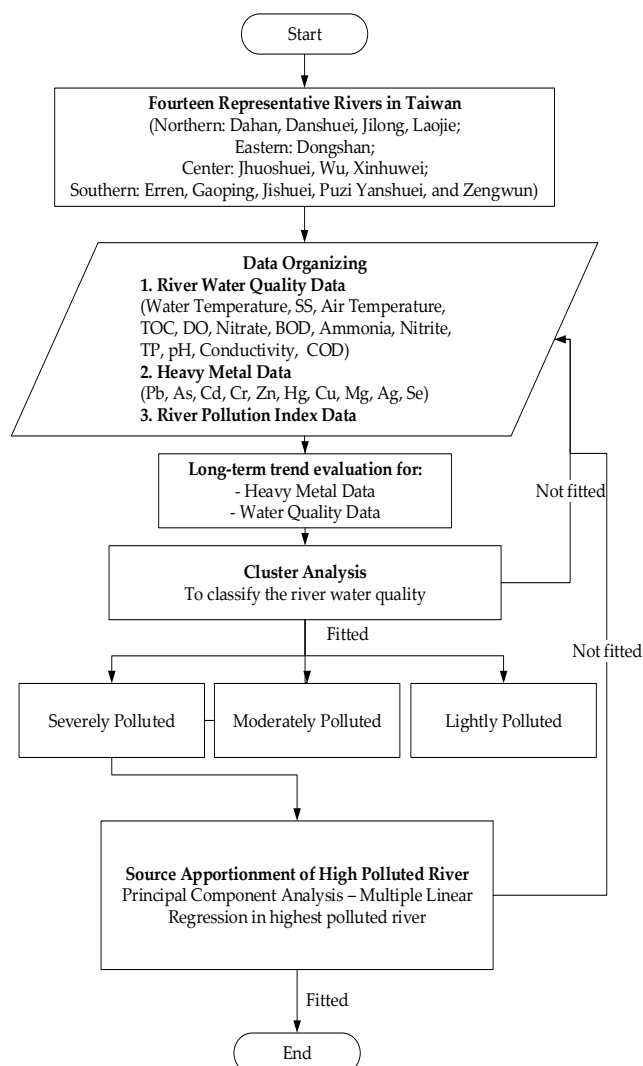 Start
Fourteen Representative Rivers in Taiwan
(Northern: Dahan, Danshuei, Jilong, Laojie;
Eastern: Dongshan;
Center: Jhuoshuei, Wu, Xinhuwei;
Southern: Erren, Gaoping, Jishuei, Puzi Yanshuei, and Zengwun)
Data Organizing
1. River Water Quality Data
(Water Temperature, SS, Air Temperature,
TOC, DO, Nitrate, BOD, Ammonia, Nitrite,
TP, pH, Conductivity, COD)
2. Heavy Metal Data
(Pb, As, Cd, Cr, Zn, Hg, Cu, Mg, Ag, Se)
3. River Pollution Index Data
Long-term trend evaluation for:
- Heavy Metal Data
- Water Quality Data
Not fitted
Cluster Analysis
To classify the river water quality
Fitted
Not fitted
Severely Polluted
Moderately Polluted
Lightly Polluted
Source Apportionment of High Polluted River
Principal Component Analysis – Multiple Linear
Regression in highest polluted river
Fitted
End